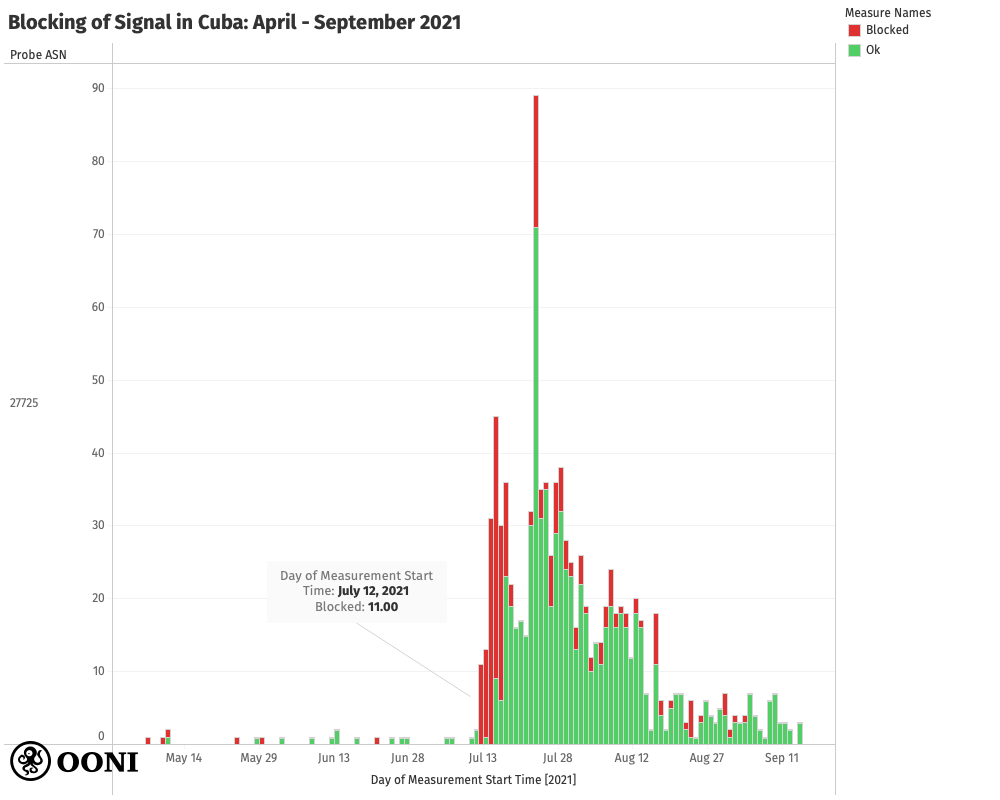 Blocking of Signal in Cuba: April - September 2021
Measure Names
Blocked
Ok
Probe ASN
90
80
70
60
50
27725
40
30
Day of Measurement Start
Time: July 12, 2021
Blocked: 11.00
20
10
0
May 14 May 29 Jun 13 Jun 28 Jul 13 Jul 28 Aug 12 Aug 27 Sep 11
OONI
Day of Measurement Start Time [2021]